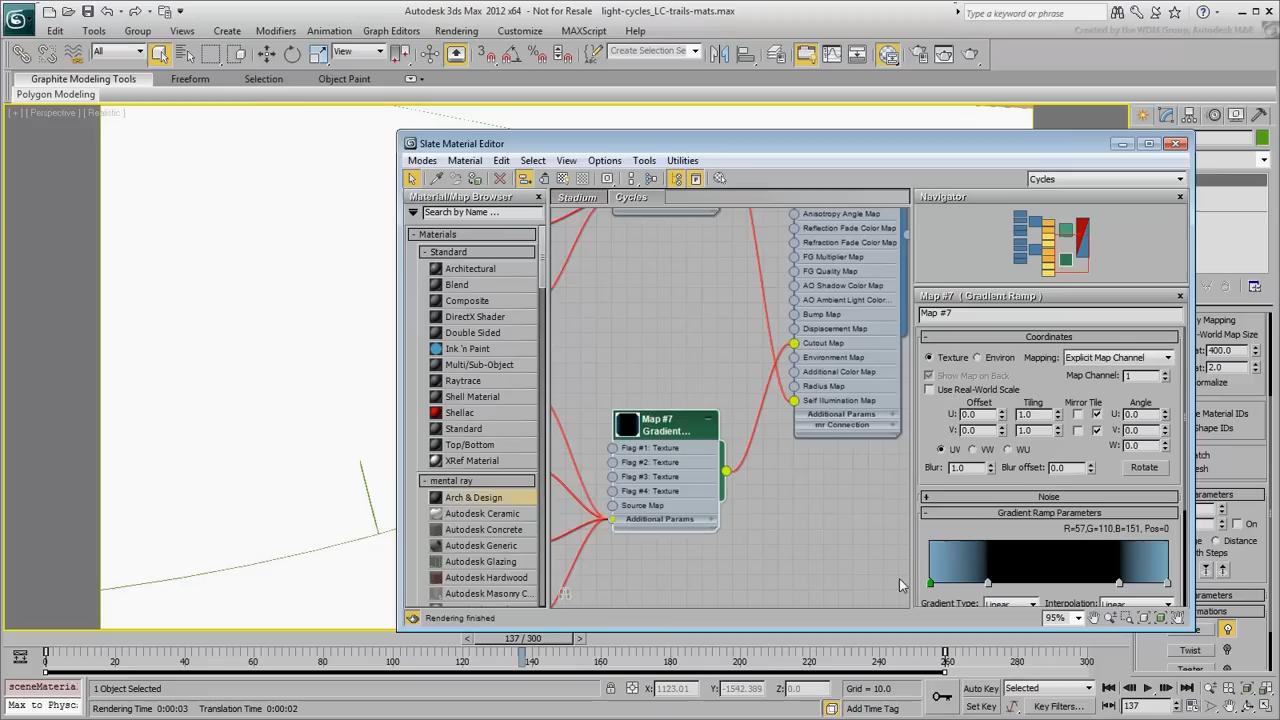 Autodesk 3ds Max 2012 x64 - Not for Resale light-cycles_LC-trails-mats.max
Type a keyword or phrase
Edit Tools Group Views Create Modifiers Animation Graph Editors Rendering Customize MAXScript Help
Created by the WDM Group, Autodesk M&E
All View Create Selection Se
Graphite Modeling Tools Freeform Selection Object Paint
Polygon Modeling
[ + ] [ Perspective ] [ Realistic ]
Slate Material Editor
Modes Material Edit Select View Options Tools Utilities
Cycles
Material/Map Browser
Search by Name ...
- Materials
- Standard
Architectural
Blend
Composite
DirectX Shader
Double Sided
Ink 'n Paint
Multi/Sub-Object
Raytrace
Shell Material
Shellac
Standard
Top/Bottom
XRef Material
- mental ray
Arch & Design
Autodesk Ceramic
Autodesk Concrete
Autodesk Generic
Autodesk Glazing
Autodesk Hardwood
Autodesk Masonry C...
Stadium Cycles
Anisotropy Angle Map
Reflection Fade Color Map
Refraction Fade Color Map
FG Multiplier Map
FG Quality Map
AO Shadow Color Map
AO Ambient Light Color...
Bump Map
Displacement Map
Cutout Map
Environment Map
Additional Color Map
Radius Map
Self Illumination Map
Additional Params
mr Connection
Map #7
Gradient...
Flag #1: Texture
Flag #2: Texture
Flag #3: Texture
Flag #4: Texture
Source Map
Additional Params
Navigator
Map #7 ( Gradient Ramp )
Map #7
- Coordinates
Texture Environ Mapping: Explicit Map Channel
Show Map on Back Map Channel: 1
Use Real-World Scale
Offset Tiling Mirror Tile Angle
U: 0.0 1.0 U: 0.0
V: 0.0 1.0 V: 0.0
W: 0.0
UV VW WU
Blur: 1.0 Blur offset: 0.0 Rotate
+ Noise
- Gradient Ramp Parameters
R=57,G=110,B=151, Pos=0
Gradient Type: Linear Interpolation: Linear
Rendering finished
95%
400.0
2.0
On
Distance
Twist
137 / 300
0 20 40 60 80 100 120 140 160 180 200 220 240 260 280 300
sceneMateria
Max to Physc
1 Object Selected
X: 1123.01 Y: -1542.389 Z: 0.0
Grid = 10.0
Auto Key Selected
Rendering Time 0:00:03 Translation Time 0:00:02
Add Time Tag
Set Key Key Filters...
137